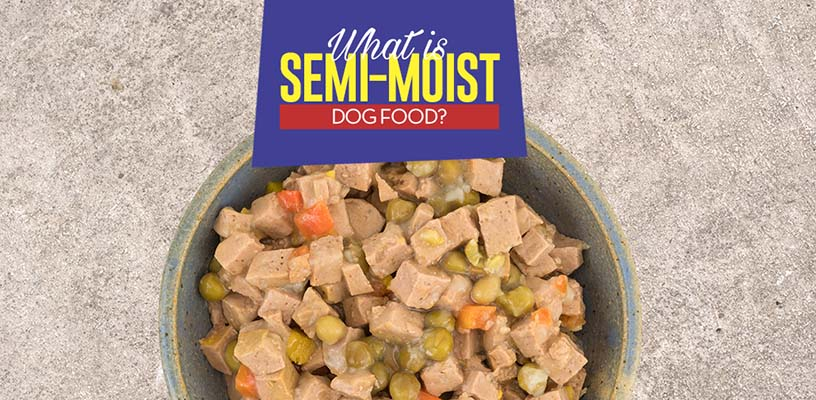 What is
SEMI-MOIST
DOG FOOD?